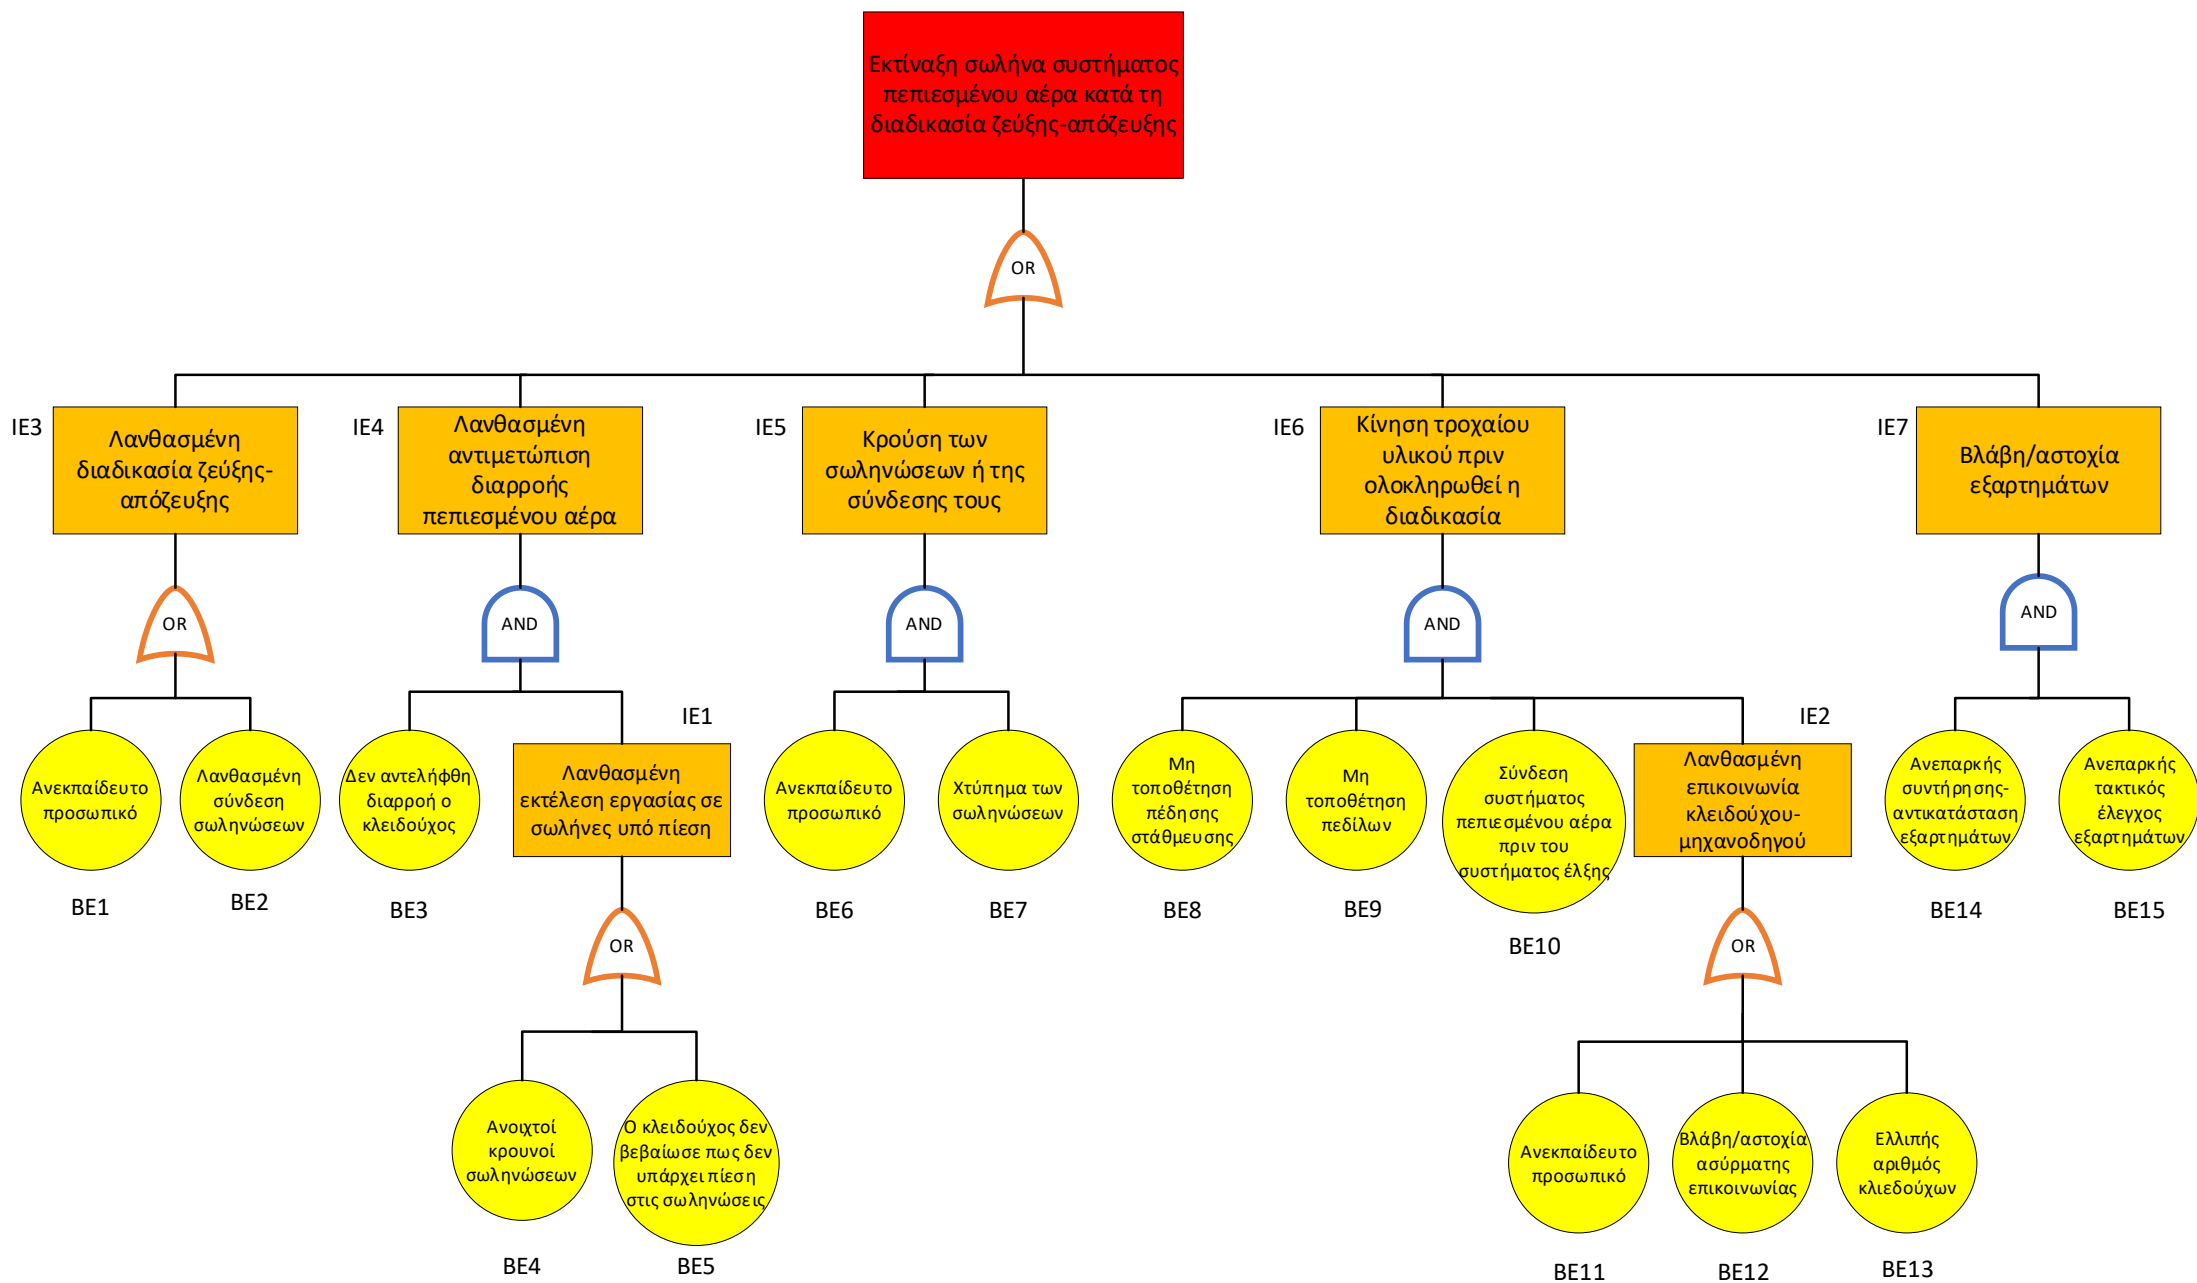 Εκτίναξη σωλήνα συστήματος
πεπιεσμένου αέρα κατά τη
διαδικασία ζεύξης-απόζευξης
OR
IE3
Λανθασμένη
διαδικασία ζεύξης-
απόζευξης
IE4
Λανθασμένη
αντιμετώπιση
διαρροής
πεπιεσμένου αέρα
IE5
Κρούση των
σωληνώσεων ή της
σύνδεσης τους
IE6
Κίνηση τροχαίου
υλικού πριν
ολοκληρωθεί η
διαδικασία
IE7
Βλάβη/αστοχία
εξαρτημάτων
OR
AND
AND
AND
AND
Ανεκπαίδευτο
προσωπικό
BE1
Λανθασμένη
σύνδεση
σωληνώσεων
BE2
Δεν αντελήφθη
διαρροή ο
κλειδούχος
BE3
IE1
Λανθασμένη
εκτέλεση εργασίας σε
σωλήνες υπό πίεση
Ανεκπαίδευτο
προσωπικό
BE6
Χτύπημα των
σωληνώσεων
BE7
Μη
τοποθέτηση
πέδησης
στάθμευσης
BE8
Μη
τοποθέτηση
πεδίλων
BE9
Σύνδεση
συστήματος
πεπιεσμένου αέρα
πριν του
συστήματος έλξης
BE10
IE2
Λανθασμένη
επικοινωνία
κλειδούχου-
μηχανοδηγού
Ανεπαρκής
συντήρησης-
αντικατάσταση
εξαρτημάτων
BE14
Ανεπαρκής
τακτικός
έλεγχος
εξαρτημάτων
BE15
OR
OR
Ανοιχτοί
κρουνοί
σωληνώσεων
BE4
Ο κλειδούχος δεν
βεβαίωσε πως δεν
υπάρχει πίεση
στις σωληνώσεις
BE5
Ανεκπαίδευτο
προσωπικό
BE11
Βλάβη/αστοχία
ασύρματης
επικοινωνίας
BE12
Ελλιπής
αριθμός
κλιεδούχων
BE13